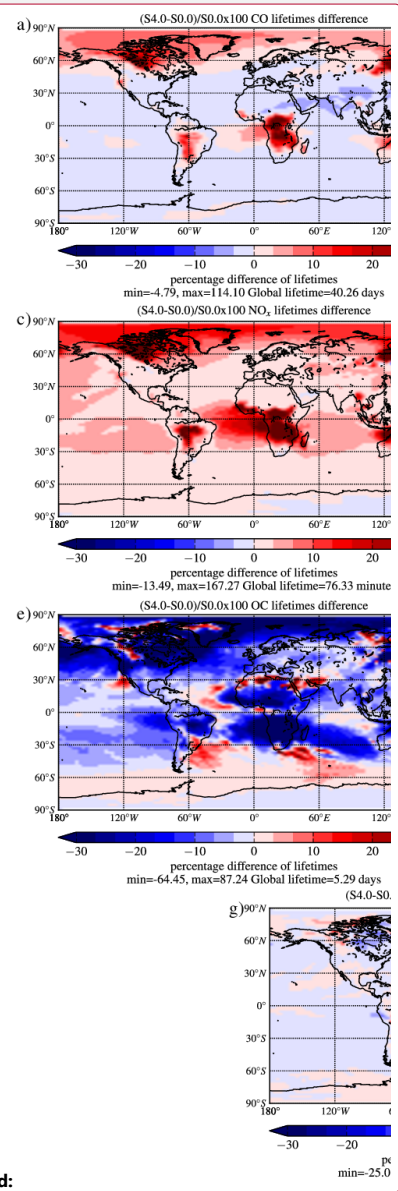 a)
(S4.0-S0.0)/S0.0x100 CO lifetimes difference
90°N
60°N
30°N
0°
30°S
60°S
90°S
180° 120°W 60°W 0° 60°E
−30 −20 −10 0 10 20
percentage difference of lifetimes
min=-4.79, max=114.10 Global lifetime=40.26 days
c)
(S4.0-S0.0)/S0.0x100 NOₓ lifetimes difference
90°N
60°N
30°N
0°
30°S
60°S
90°S
180° 120°W 60°W 0° 60°E
−30 −20 −10 0 10 20
percentage difference of lifetimes
min=-13.49, max=167.27 Global lifetime=76.33 minute
e)
(S4.0-S0.0)/S0.0x100 OC lifetimes difference
90°N
60°N
30°N
0°
30°S
60°S
90°S
180° 120°W 60°W 0° 60°E
−30 −20 −10 0 10 20
percentage difference of lifetimes
min=-64.45, max=87.24 Global lifetime=5.29 days
(S4.0-S0.
g)
90°N
60°N
30°N
0°
30°S
60°S
90°S
180° 120°W
−30 −20
min=-25.0
d: